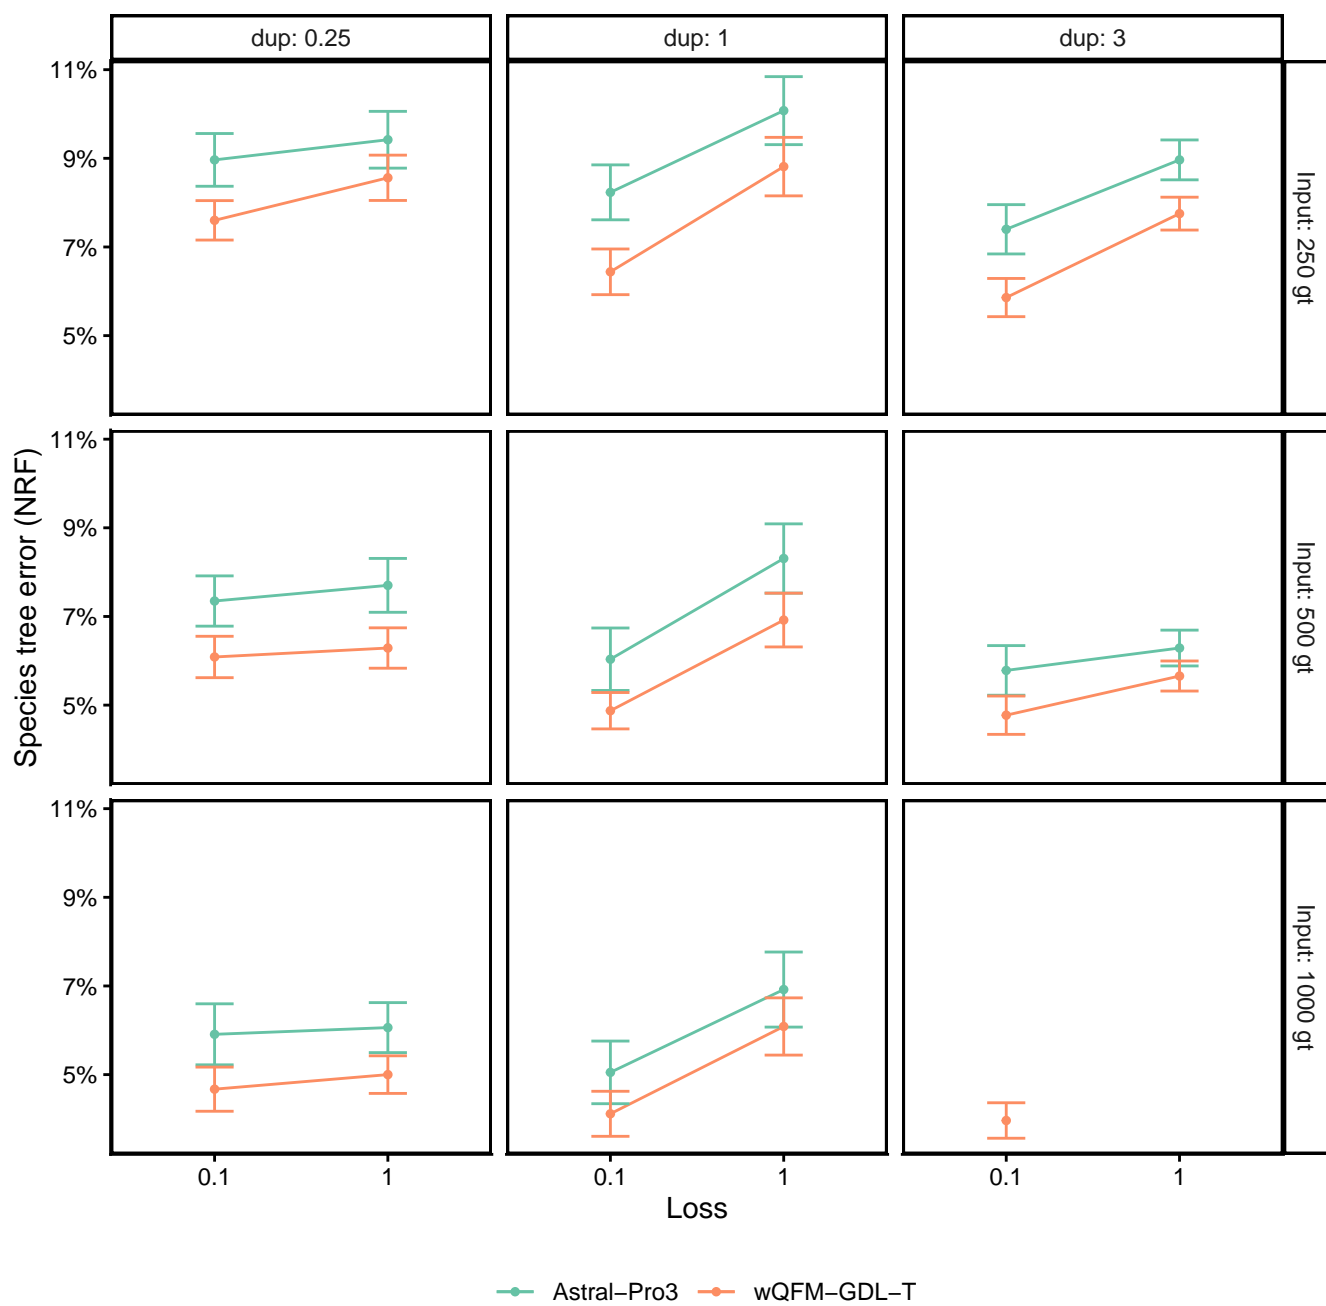 dup: 0.25
dup: 1
dup: 3
11%
9%
7%
5%
Input: 250 gt
11%
9%
7%
5%
Input: 500 gt
Species tree error (NRF)
11%
9%
7%
5%
Input: 1000 gt
0.1
1
0.1
1
0.1
1
Loss
Astral−Pro3
wQFM−GDL−T